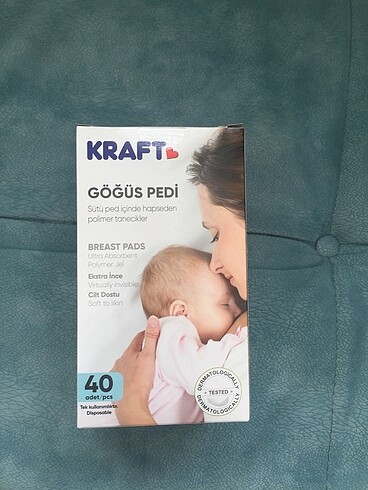 KRAFT
GÖĞÜS PEDİ
Sütü ped içinde hapseden
polimer tanecikler
BREAST PADS
Ultra Absorbent
Polymer Jel
Ekstra İnce
Virtually invisible
Cilt Dostu
Soft to skin
40
adet/pcs
Tek kullanımlıktır.
Disposable
DERMATOLOGICALLY
TESTED
DERMATOLOGICALLY